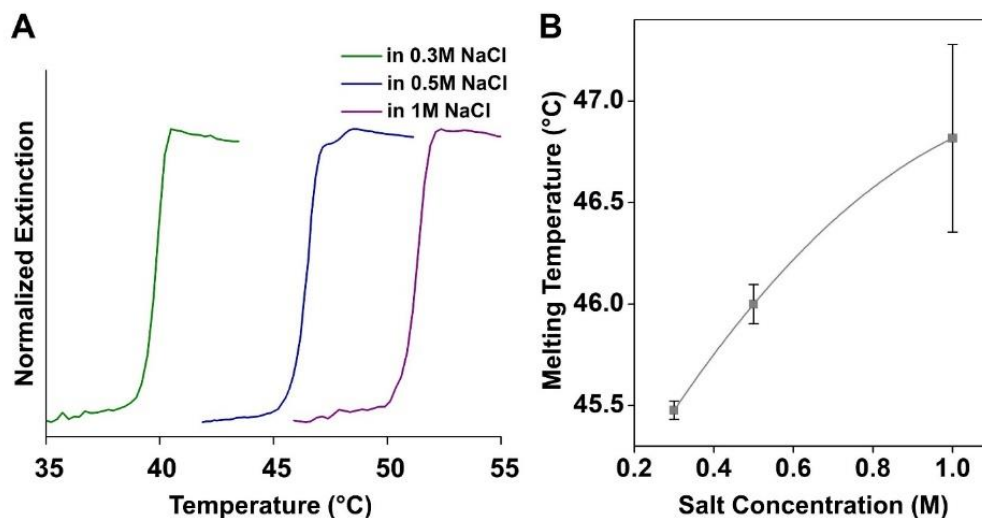 A
in 0.3M NaCl
in 0.5M NaCl
in 1M NaCl
Normalized Extinction
35 40 45 50 55
Temperature (°C)
B
Melting Temperature (°C)
47.0
46.5
46.0
45.5
0.2 0.4 0.6 0.8 1.0
Salt Concentration (M)